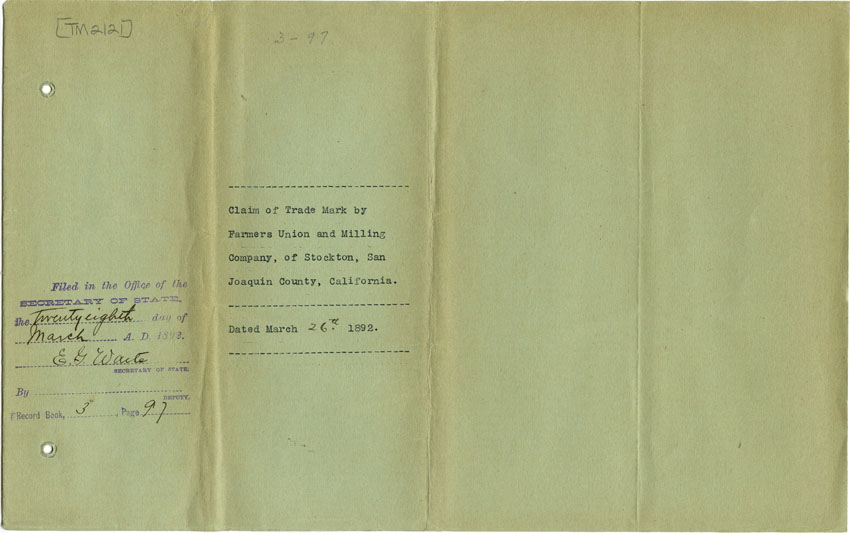 [TM212]
3-97
Claim of Trade Mark by
Farmers Union and Milling
Company, of Stockton, San
Joaquin County, California.
Dated March 26th. 1892.
Filed in the Office of the
SECRETARY OF STATE,
the Twenty eighth day of
March A. D. 1892.
E. G. Waite
SECRETARY OF STATE.
By
DEPUTY.
Record Book, 3, Page 97